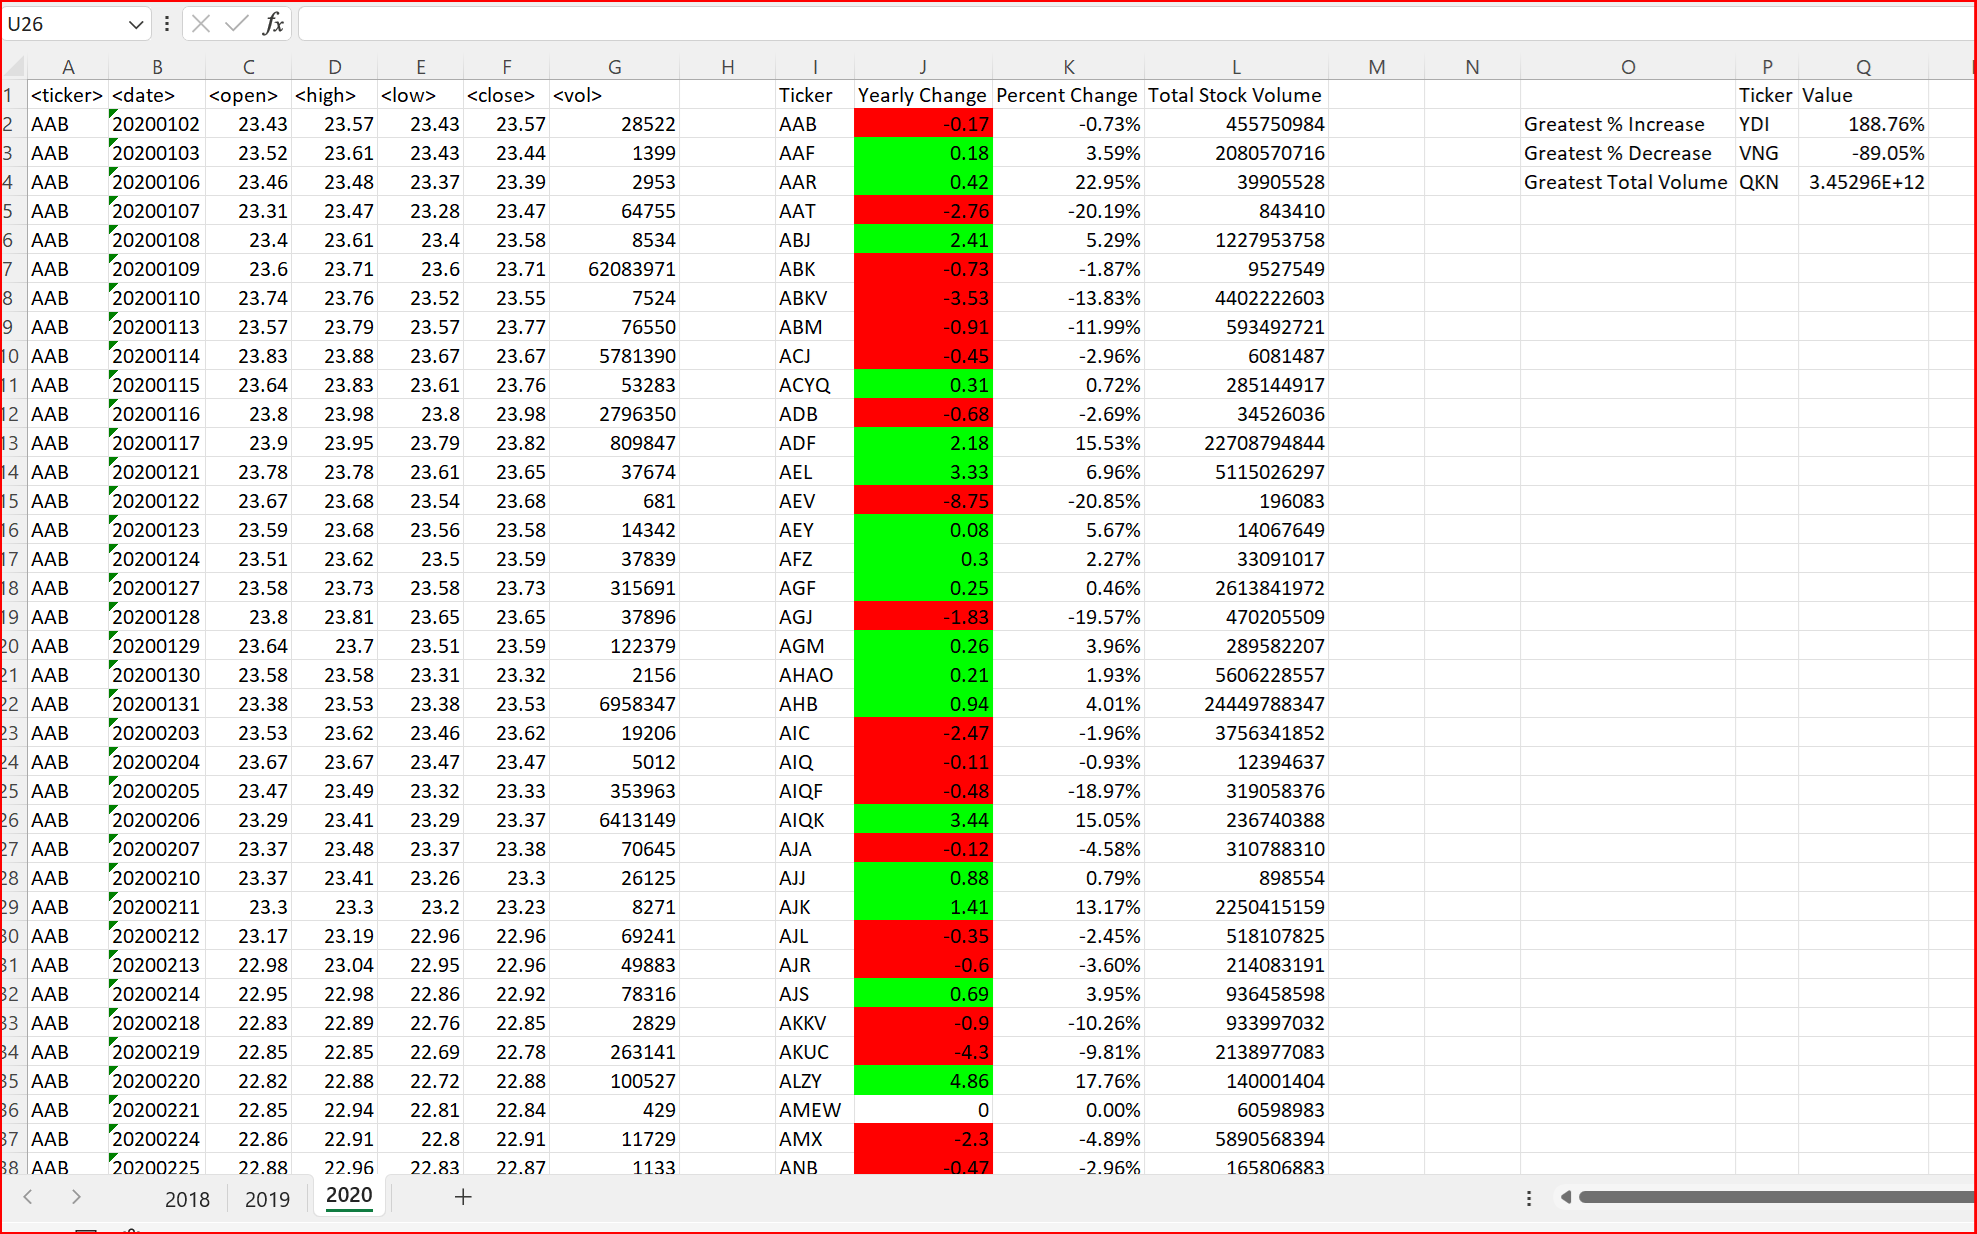 U26 fx
A B C D E F G H I J K L M N O P Q
1 <ticker> <date> <open> <high> <low> <close> <vol> Ticker Yearly Change Percent Change Total Stock Volume Ticker Value
2 AAB 20200102 23.43 23.57 23.43 23.57 28522 AAB -0.17 -0.73% 455750984 Greatest % Increase YDI 188.76%
3 AAB 20200103 23.52 23.61 23.43 23.44 1399 AAF 0.18 3.59% 2080570716 Greatest % Decrease VNG -89.05%
4 AAB 20200106 23.46 23.48 23.37 23.39 2953 AAR 0.42 22.95% 39905528 Greatest Total Volume QKN 3.45296E+12
5 AAB 20200107 23.31 23.47 23.28 23.47 64755 AAT -2.76 -20.19% 843410
6 AAB 20200108 23.4 23.61 23.4 23.58 8534 ABJ 2.41 5.29% 1227953758
7 AAB 20200109 23.6 23.71 23.6 23.71 62083971 ABK -0.73 -1.87% 9527549
8 AAB 20200110 23.74 23.76 23.52 23.55 7524 ABKV -3.53 -13.83% 4402222603
9 AAB 20200113 23.57 23.79 23.57 23.77 76550 ABM -0.91 -11.99% 593492721
10 AAB 20200114 23.83 23.88 23.67 23.67 5781390 ACJ -0.45 -2.96% 6081487
11 AAB 20200115 23.64 23.83 23.61 23.76 53283 ACYQ 0.31 0.72% 285144917
12 AAB 20200116 23.8 23.98 23.8 23.98 2796350 ADB -0.68 -2.69% 34526036
13 AAB 20200117 23.9 23.95 23.79 23.82 809847 ADF 2.18 15.53% 22708794844
14 AAB 20200121 23.78 23.78 23.61 23.65 37674 AEL 3.33 6.96% 5115026297
15 AAB 20200122 23.67 23.68 23.54 23.68 681 AEV -8.75 -20.85% 196083
16 AAB 20200123 23.59 23.68 23.56 23.58 14342 AEY 0.08 5.67% 14067649
17 AAB 20200124 23.51 23.62 23.5 23.59 37839 AFZ 0.3 2.27% 33091017
18 AAB 20200127 23.58 23.73 23.58 23.73 315691 AGF 0.25 0.46% 2613841972
19 AAB 20200128 23.8 23.81 23.65 23.65 37896 AGJ -1.83 -19.57% 470205509
20 AAB 20200129 23.64 23.7 23.51 23.59 122379 AGM 0.26 3.96% 289582207
21 AAB 20200130 23.58 23.58 23.31 23.32 2156 AHAO 0.21 1.93% 5606228557
22 AAB 20200131 23.38 23.53 23.38 23.53 6958347 AHB 0.94 4.01% 24449788347
23 AAB 20200203 23.53 23.62 23.46 23.62 19206 AIC -2.47 -1.96% 3756341852
24 AAB 20200204 23.67 23.67 23.47 23.47 5012 AIQ -0.11 -0.93% 12394637
25 AAB 20200205 23.47 23.49 23.32 23.33 353963 AIQF -0.48 -18.97% 319058376
26 AAB 20200206 23.29 23.41 23.29 23.37 6413149 AIQK 3.44 15.05% 236740388
27 AAB 20200207 23.37 23.48 23.37 23.38 70645 AJA -0.12 -4.58% 310788310
28 AAB 20200210 23.37 23.41 23.26 23.3 26125 AJJ 0.88 0.79% 898554
29 AAB 20200211 23.3 23.3 23.2 23.23 8271 AJK 1.41 13.17% 2250415159
30 AAB 20200212 23.17 23.19 22.96 22.96 69241 AJL -0.35 -2.45% 518107825
31 AAB 20200213 22.98 23.04 22.95 22.96 49883 AJR -0.6 -3.60% 214083191
32 AAB 20200214 22.95 22.98 22.86 22.92 78316 AJS 0.69 3.95% 936458598
33 AAB 20200218 22.83 22.89 22.76 22.85 2829 AKKV -0.9 -10.26% 933997032
34 AAB 20200219 22.85 22.85 22.69 22.78 263141 AKUC -4.3 -9.81% 2138977083
35 AAB 20200220 22.82 22.88 22.72 22.88 100527 ALZY 4.86 17.76% 140001404
36 AAB 20200221 22.85 22.94 22.81 22.84 429 AMEW 0 0.00% 60598983
37 AAB 20200224 22.86 22.91 22.8 22.91 11729 AMX -2.3 -4.89% 5890568394
38 AAB 20200225 22.88 22.96 22.83 22.87 1133 ANB -0.47 -2.96% 165806883
2018 2019 2020 +